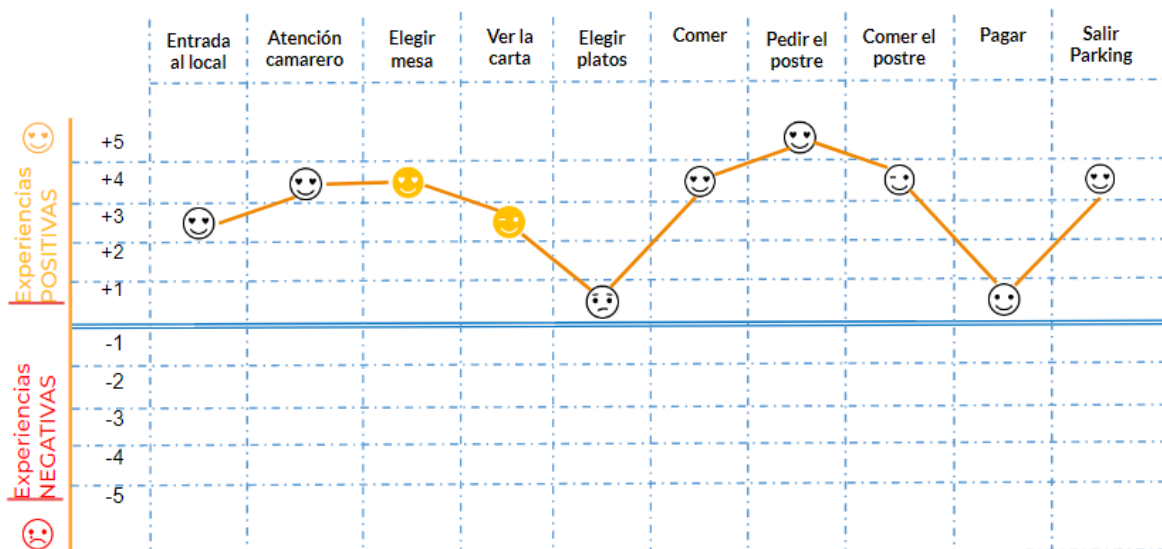 Entrada
al local
Atención
camarero
Elegir
mesa
Ver la
carta
Elegir
platos
Comer
Pedir el
postre
Comer el
postre
Pagar
Salir
Parking
Experiencias
POSITIVAS
+5
+4
+3
+2
+1
Experiencias
NEGATIVAS
-1
-2
-3
-4
-5